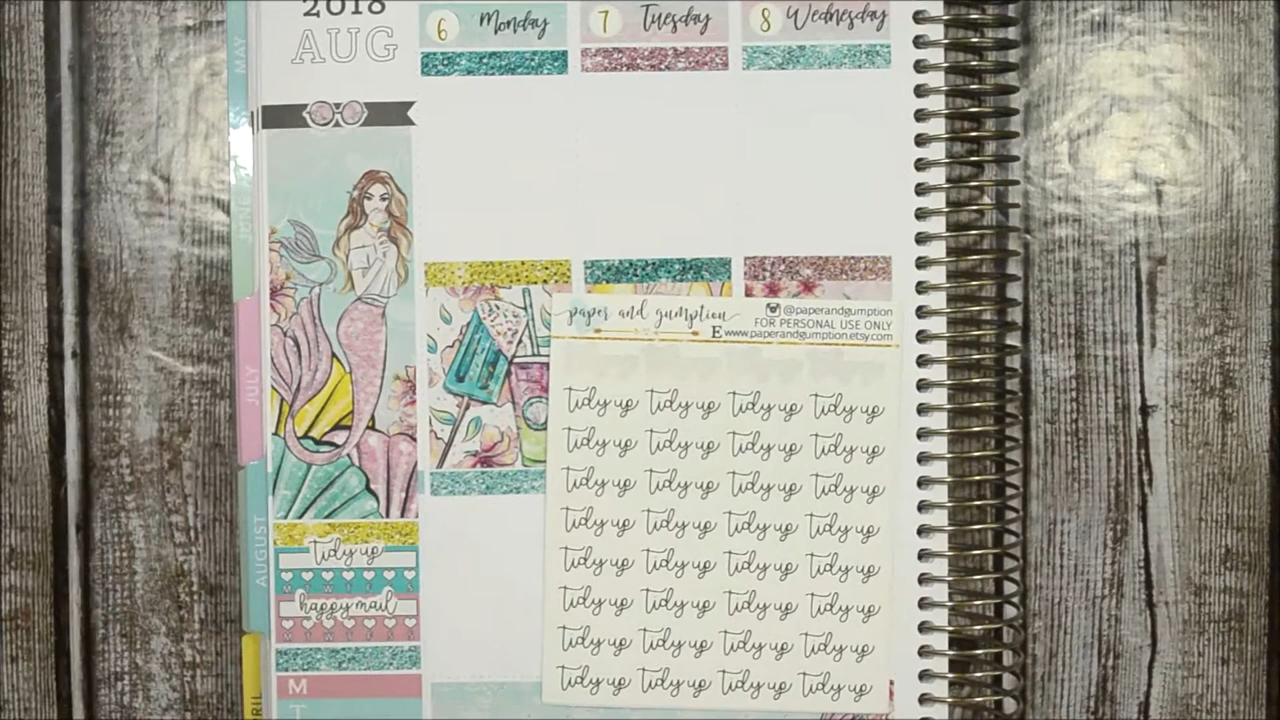 2018
AUG
6 Monday
7 Tuesday
8 Wednesday
MAY
JUNE
JULY
AUGUST
RIL
paper and gumption
@paperandgumption
FOR PERSONAL USE ONLY
E www.paperandgumption.etsy.com
tidy up tidy up tidy up tidy up
tidy up tidy up tidy up tidy up
tidy up tidy up tidy up tidy up
tidy up tidy up tidy up tidy up
tidy up tidy up tidy up tidy up
tidy up tidy up tidy up tidy up
tidy up tidy up tidy up tidy up
tidy up tidy up tidy up tidy up
tidy up
M T W T F S S
happy mail
M T W T F S S
M
T